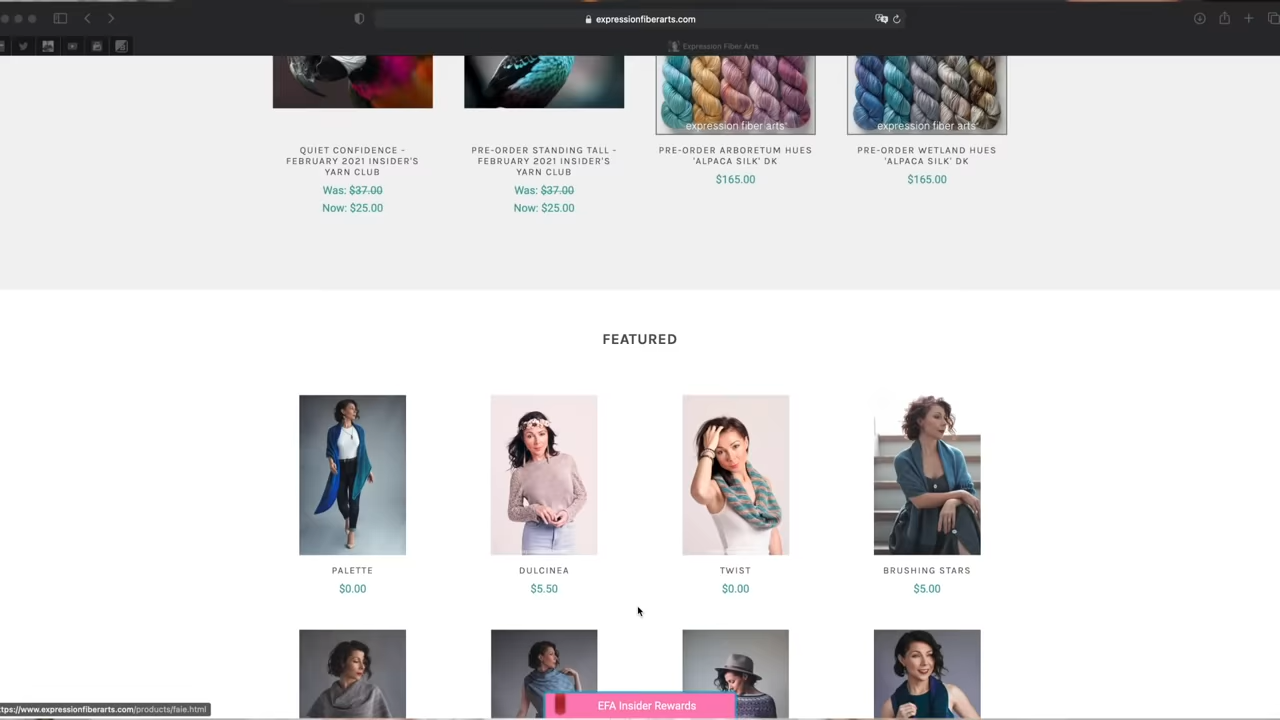 expressionfiberarts.com
Expression Fiber Arts
expression fiber arts®
expression fiber arts®
QUIET CONFIDENCE -
FEBRUARY 2021 INSIDER'S
YARN CLUB
Was: $37.00
Now: $25.00
PRE-ORDER STANDING TALL -
FEBRUARY 2021 INSIDER'S
YARN CLUB
Was: $37.00
Now: $25.00
PRE-ORDER ARBORETUM HUES
'ALPACA SILK' DK
$165.00
PRE-ORDER WETLAND HUES
'ALPACA SILK' DK
$165.00
FEATURED
PALETTE
$0.00
DULCINEA
$5.50
TWIST
$0.00
BRUSHING STARS
$5.00
EFA Insider Rewards
ttps://www.expressionfiberarts.com/products/faie.html